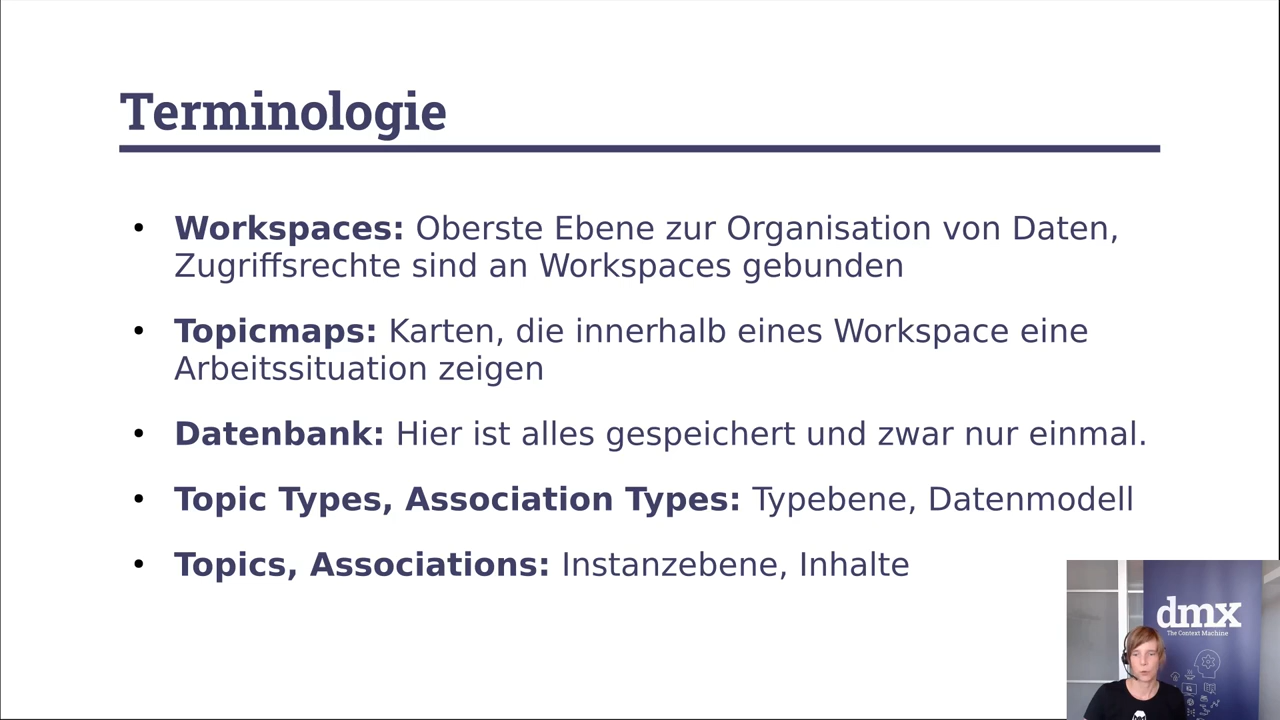 Terminologie
• Workspaces: Oberste Ebene zur Organisation von Daten,
Zugriffsrechte sind an Workspaces gebunden
• Topicmaps: Karten, die innerhalb eines Workspace eine
Arbeitssituation zeigen
• Datenbank: Hier ist alles gespeichert und zwar nur einmal.
• Topic Types, Association Types: Typebene, Datenmodell
• Topics, Associations: Instanzebene, Inhalte
dmx
The Context Machine